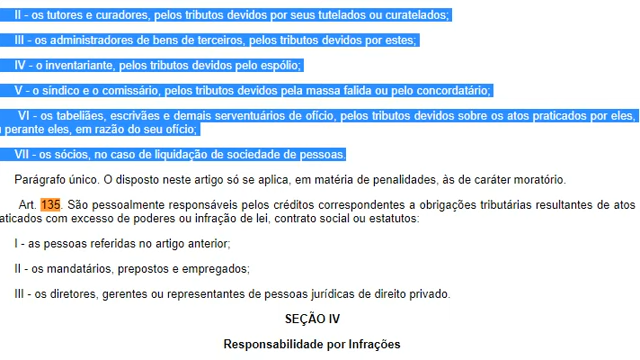 II - os tutores e curadores, pelos tributos devidos por seus tutelados ou curatelados;
III - os administradores de bens de terceiros, pelos tributos devidos por estes;
IV - o inventariante, pelos tributos devidos pelo espólio;
V - o síndico e o comissário, pelos tributos devidos pela massa falida ou pelo concordatário;
VI - os tabeliães, escrivães e demais serventuários de ofício, pelos tributos devidos sobre os atos praticados por eles,
perante eles, em razão do seu ofício;
VII - os sócios, no caso de liquidação de sociedade de pessoas.
Parágrafo único. O disposto neste artigo só se aplica, em matéria de penalidades, às de caráter moratório.
Art. 135. São pessoalmente responsáveis pelos créditos correspondentes a obrigações tributárias resultantes de atos
aticados com excesso de poderes ou infração de lei, contrato social ou estatutos:
I - as pessoas referidas no artigo anterior;
II - os mandatários, prepostos e empregados;
III - os diretores, gerentes ou representantes de pessoas jurídicas de direito privado.
SEÇÃO IV
Responsabilidade por Infrações